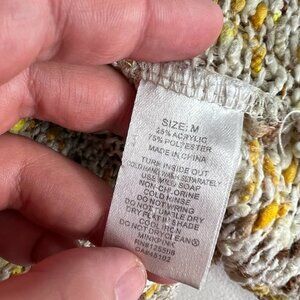 SIZE: M
25% ACRYLIC
75% POLYESTER
MADE IN CHINA
TURN INSIDE OUT
COLD HAND WASH SEPARATELY
USE MILD SOAP
NON-CHLORINE
COLD RINSE
DO NOT WRING
DO NOT TUMBLE DRY
DRY FLAT IN SHADE
COOL IRON
DO NOT DRY CLEAN
MINKPINK